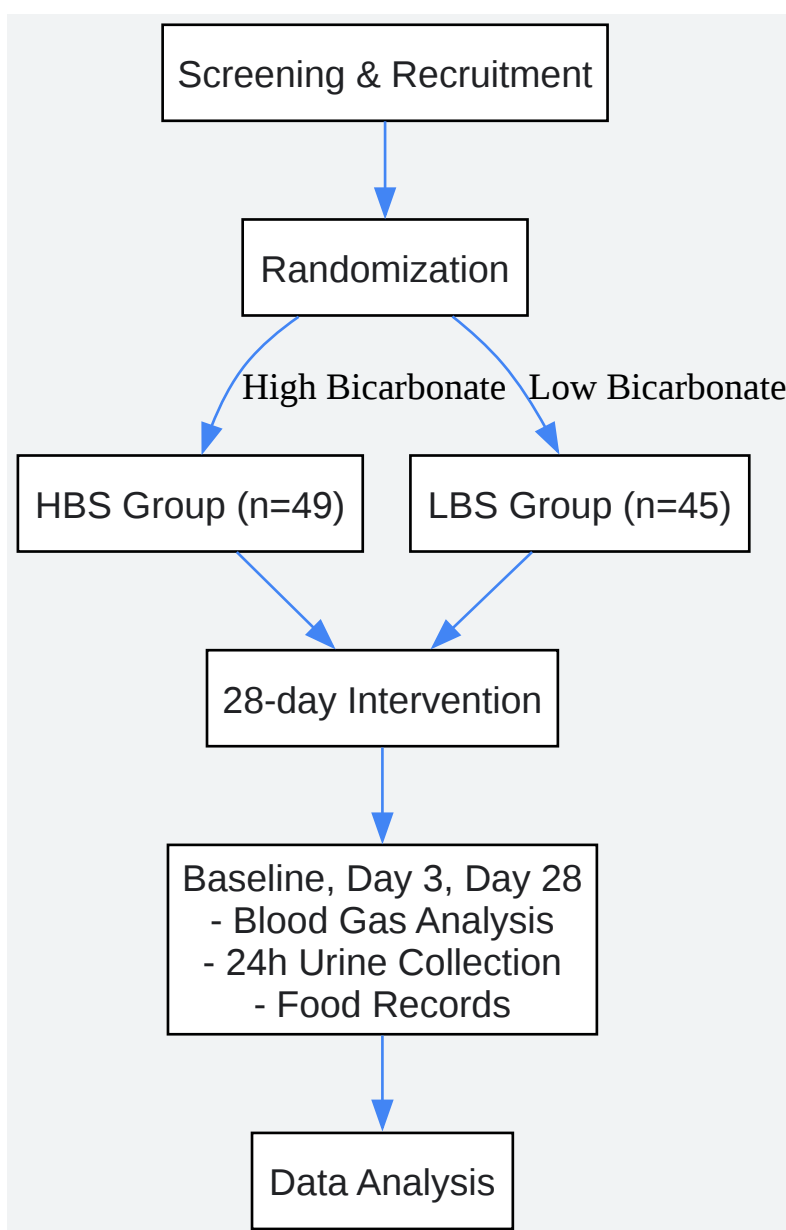 Screening & Recruitment
Randomization
High Bicarbonate
Low Bicarbonate
HBS Group (n=49)
LBS Group (n=45)
28-day Intervention
Baseline, Day 3, Day 28
- Blood Gas Analysis
- 24h Urine Collection
- Food Records
Data Analysis